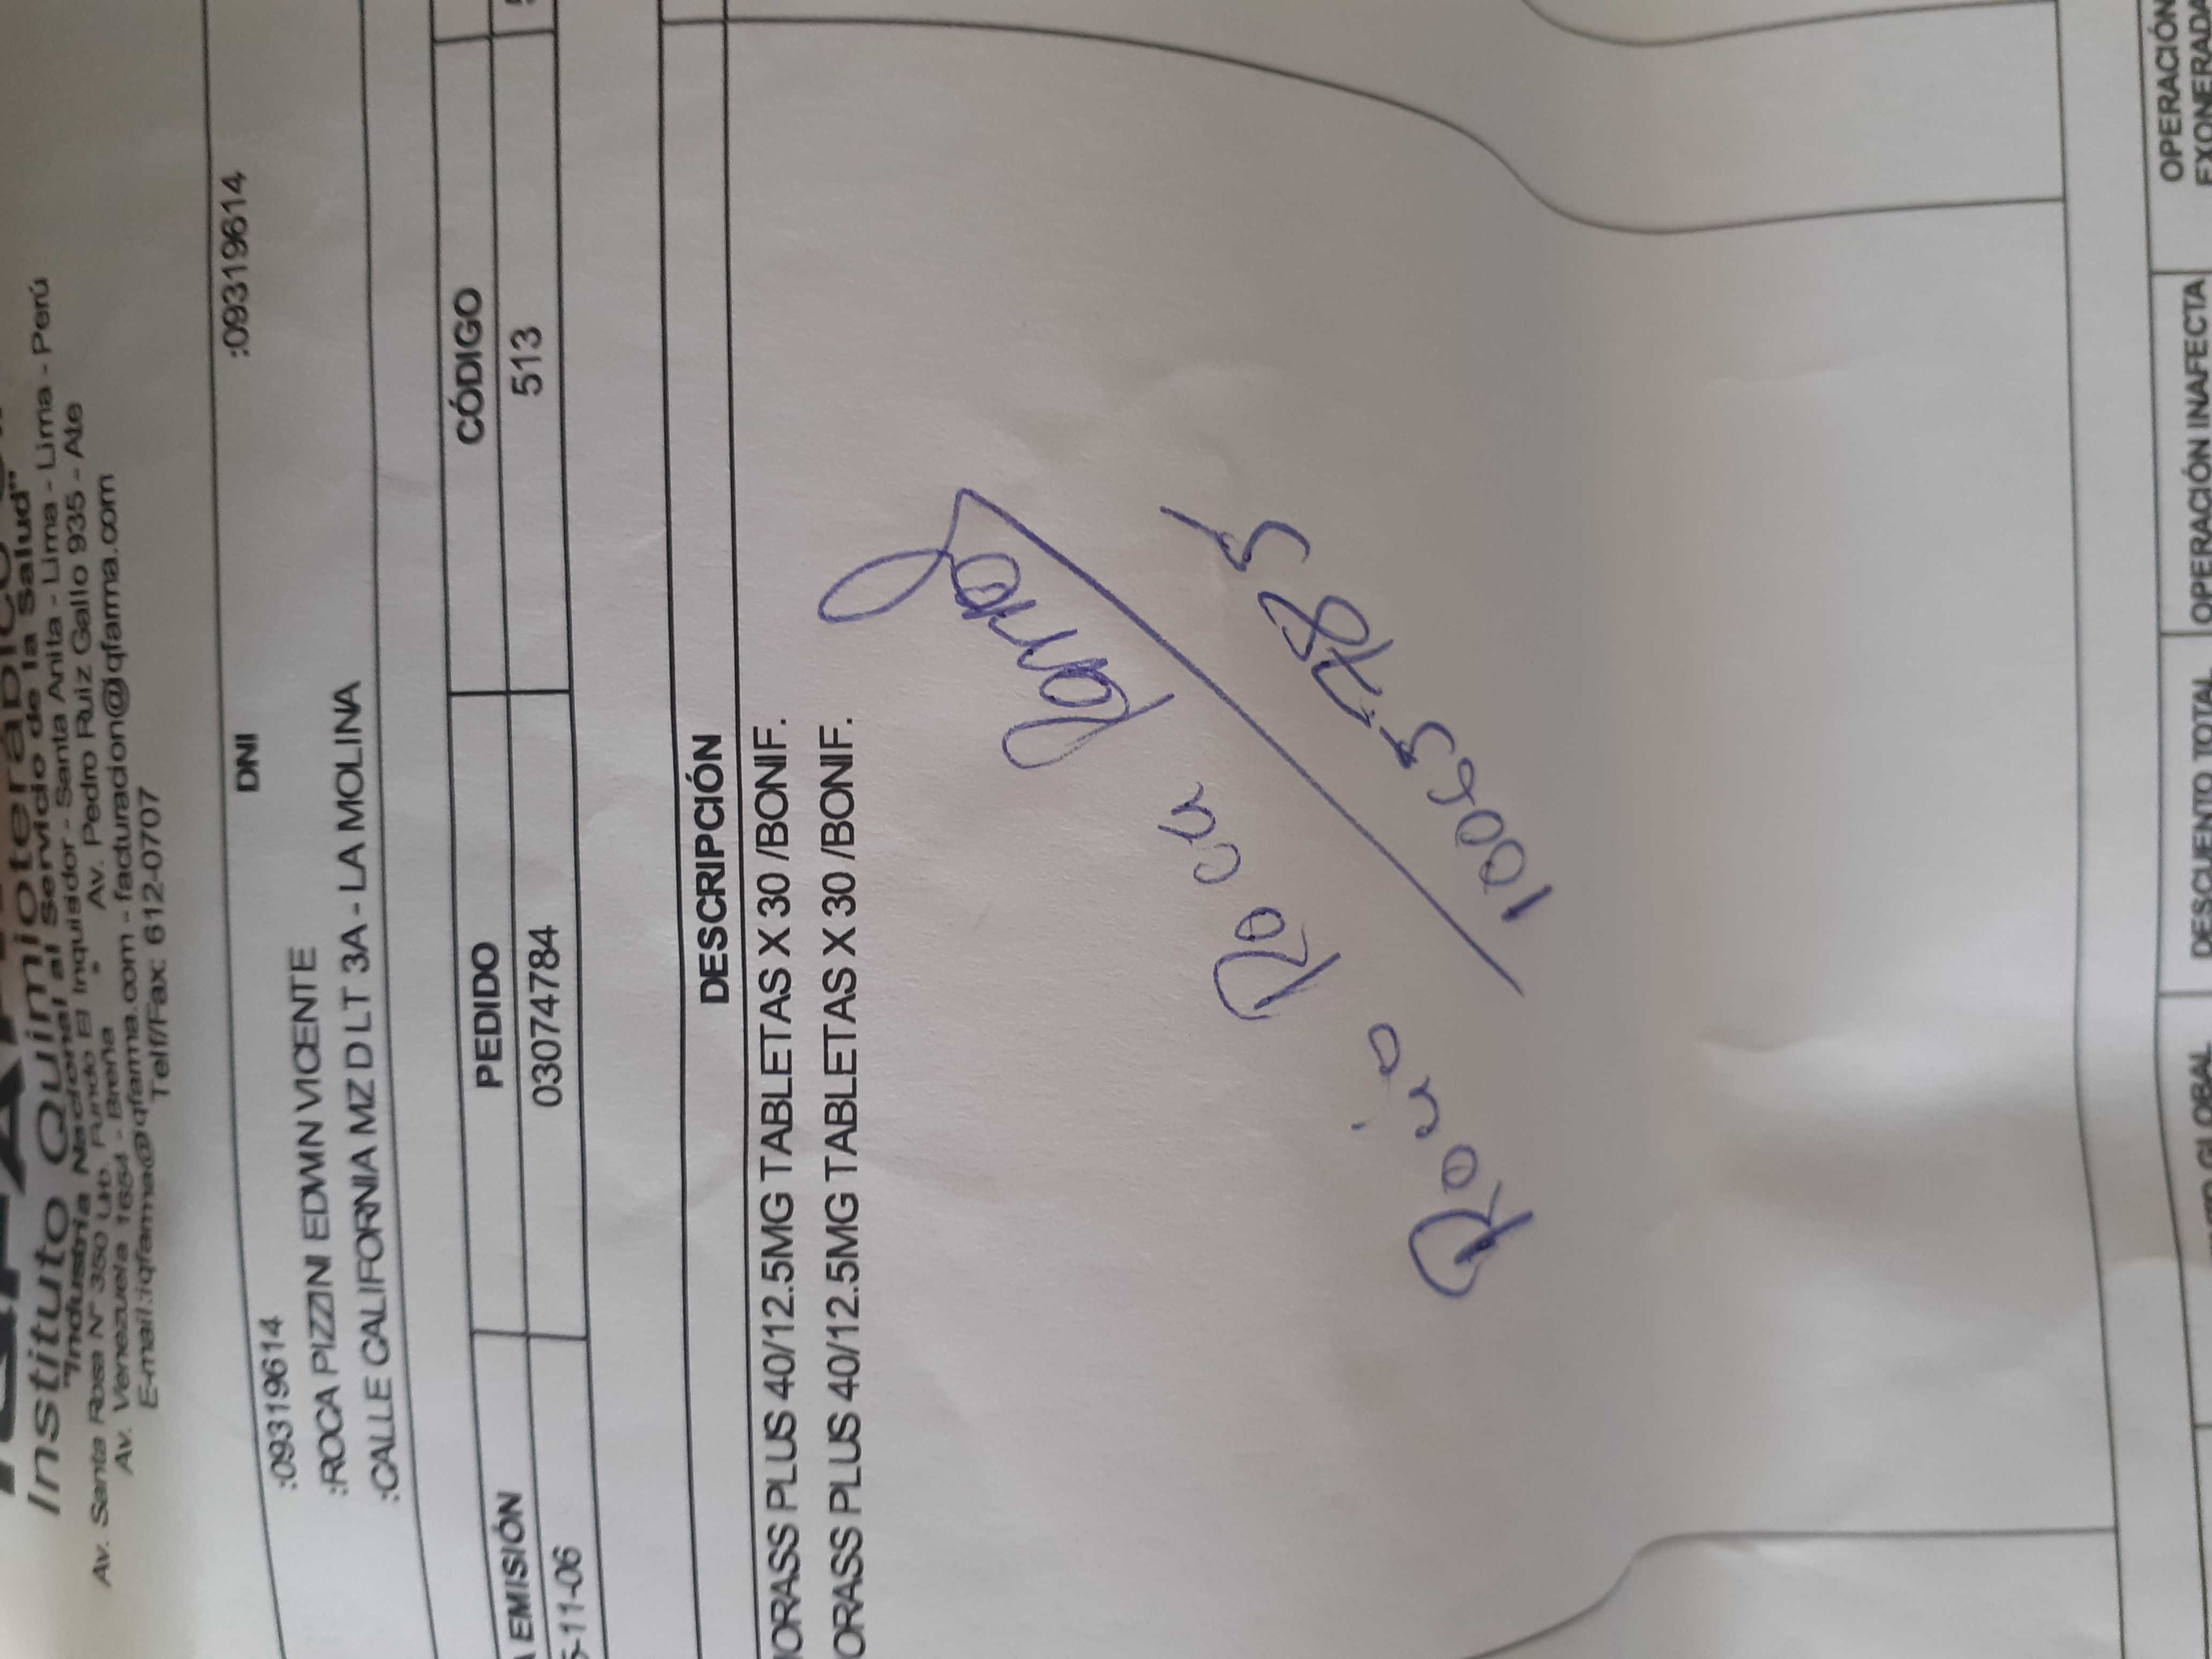 Instituto Quimioterápico
"Industria Nacional al servicio de la Salud"
Av. Santa Rosa N° 350 Urb. Fundo El Inquisidor - Santa Anita - Lima - Lima - Perú
Av. Venezuela 1654 - Breña * Av. Pedro Ruiz Gallo 935 - Ate
E-mail:iqfarma@iqfarma.com - facturacion@iqfarma.com
Telf/Fax: 612-0707
:09319614 DNI :09319614
:ROCA PIZZINI EDWIN VICENTE
:CALLE CALIFORNIA MZ D LT 3A - LA MOLINA
EMISIÓN PEDIDO CÓDIGO
-11-06 03074784 513
DESCRIPCIÓN
ORASS PLUS 40/12.5MG TABLETAS X 30 /BONIF.
ORASS PLUS 40/12.5MG TABLETAS X 30 /BONIF.
Rocio Roca
GLOBAL DESCUENTO TOTAL OPERACIÓN INAFECTA OPERACIÓN EXONERADA